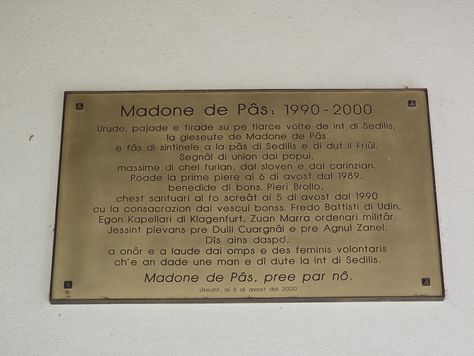 Madone de Pâs: 1990-2000
Urude, pajade e tirade su pe tiarce volte de int di Sedilis,
la gleseute de Madone de Pâs
e fâs di sintinele a la pâs di Sedilis e di dut il Friûl.
Segnâl di union dai popui,
massime di chel furlan, dal sloven e dal carinzian.
Poade la prime piere ai 6 di avost dal 1989,
benedide di bons. Pieri Brollo,
chest santuari al fo screât ai 5 di avost dal 1990
cu la consacrazion dai vescui bonss. Fredo Battisti di Udin,
Egon Kapellari di Klagenfurt, Zuan Marra ordenari militâr.
Jessint plevans pre Dulli Cuargnâl e pre Agnul Zanel.
Dîs ains daspò,
a onôr e a laude dai omps e des feminis volontaris
ch'e an dade une man e di dute la int di Sedilis.
Madone de Pâs, pree par nô.
ai 6 di avost dal 2000